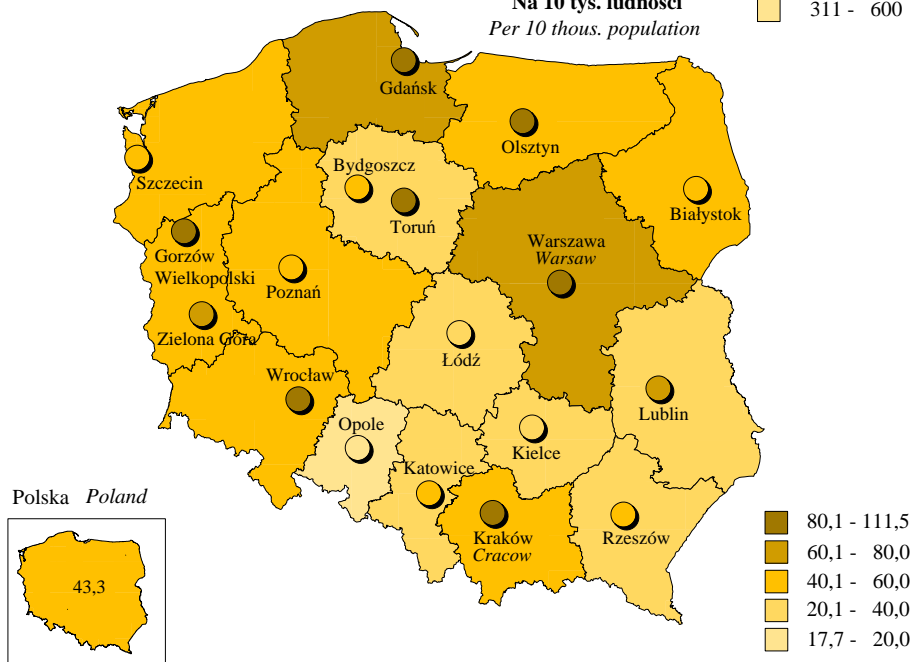 Na 10 tys. ludności
Per 10 thous. population
311 - 600
Gdańsk
Olsztyn
Bydgoszcz
Szczecin
Toruń
Białystok
Gorzów
Wielkopolski
Warszawa
Warsaw
Poznań
Zielona Góra
Łódź
Wrocław
Lublin
Opole
Kielce
Katowice
Kraków
Cracow
Rzeszów
Polska Poland
43,3
80,1 - 111,5
60,1 - 80,0
40,1 - 60,0
20,1 - 40,0
17,7 - 20,0